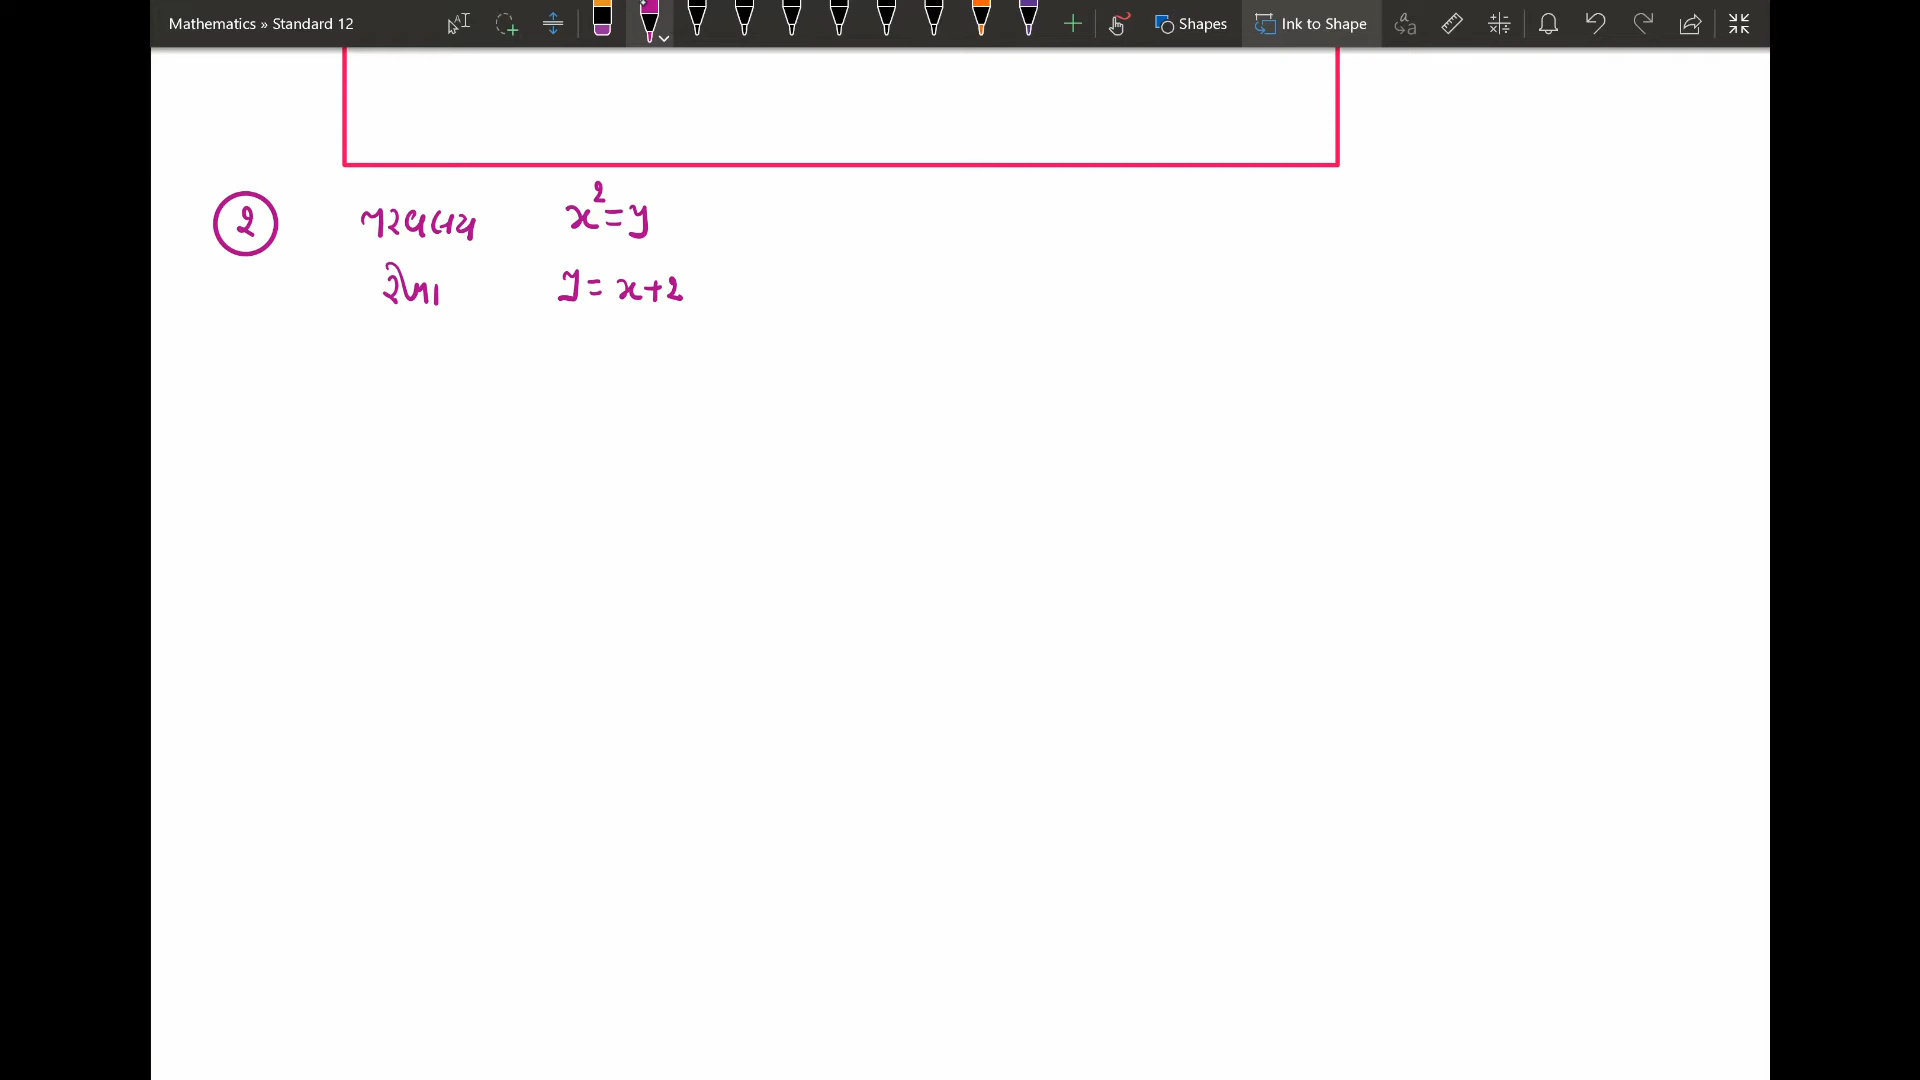 Mathematics » Standard 12
Shapes
Ink to Shape
2 પરવલય x² = y
રેખા y = x+2